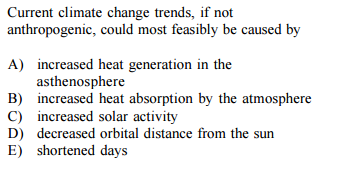 Current climate change trends, if not
anthropogenic, could most feasibly be caused by
A) increased heat generation in the
asthenosphere
B) increased heat absorption by the atmosphere
C) increased solar activity
D) decreased orbital distance from the sun
E) shortened days